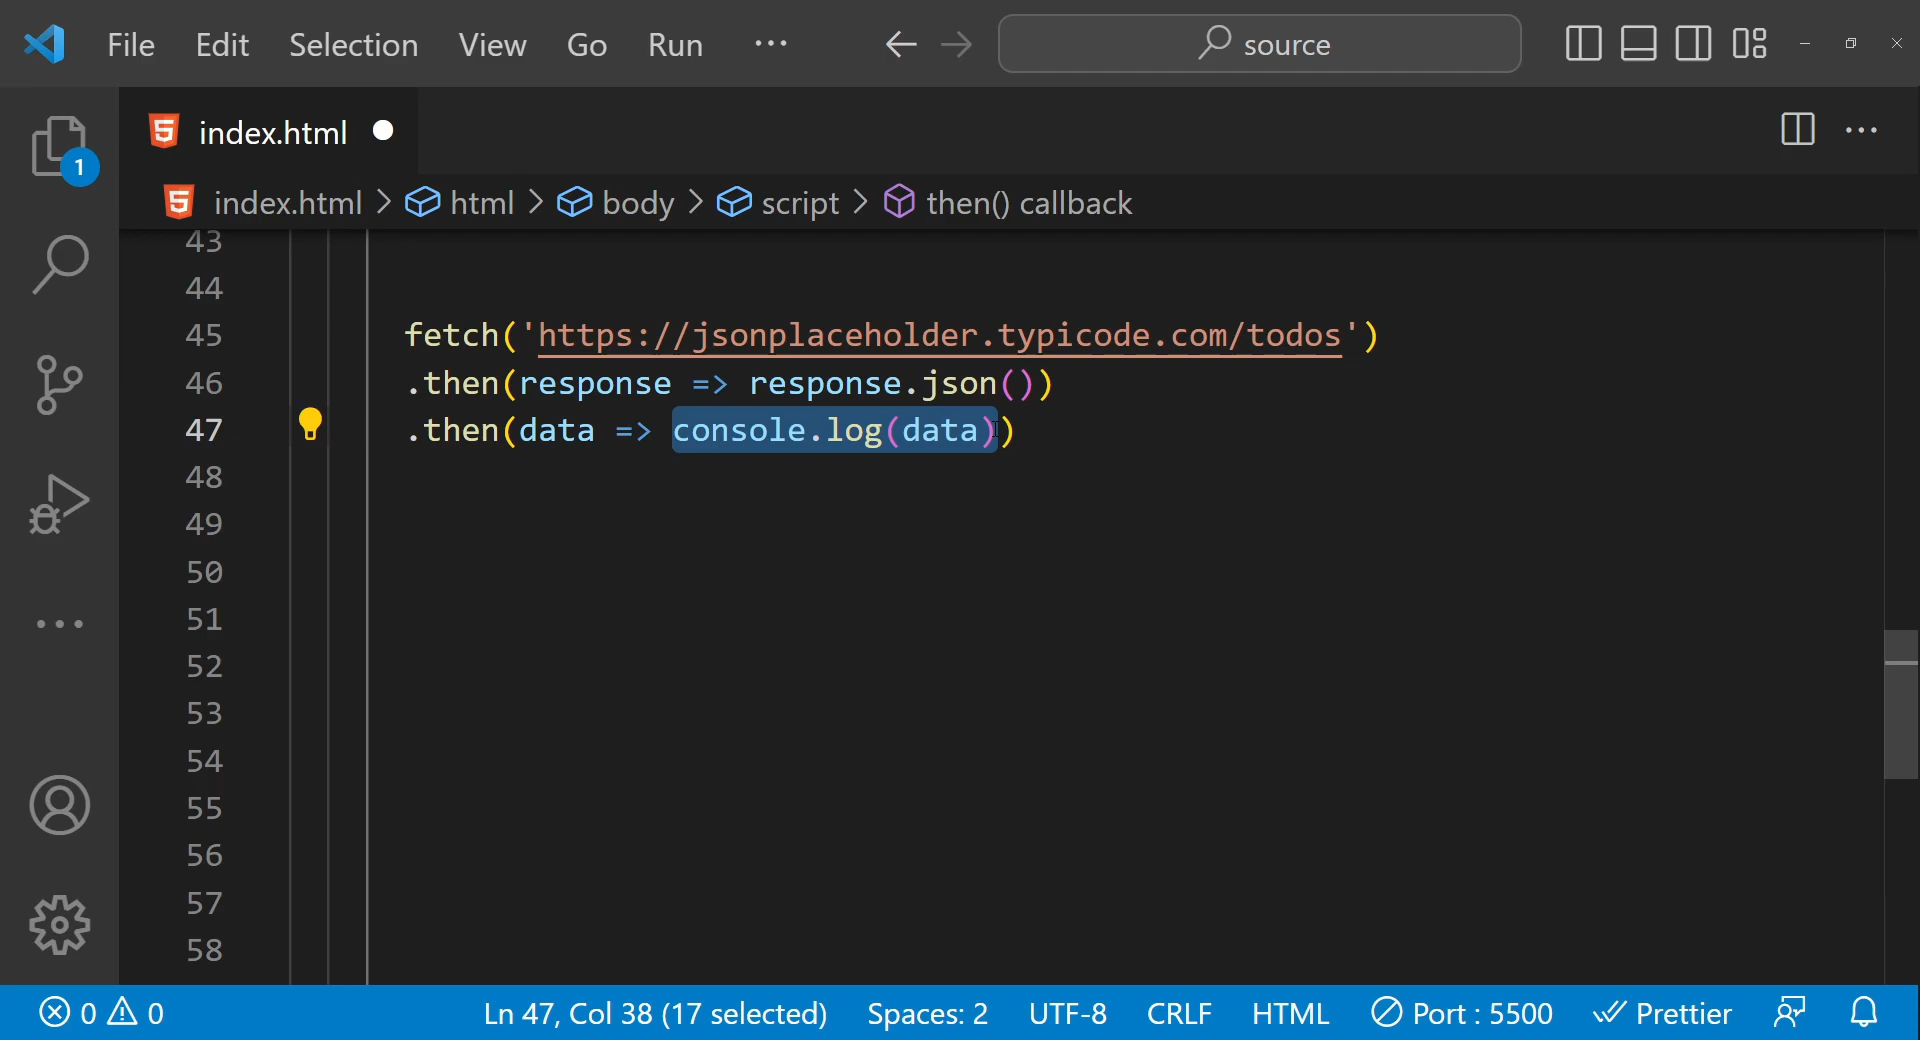 File Edit Selection View Go Run ··· source
index.html
1
index.html > html > body > script > then() callback
43
44
45 fetch('https://jsonplaceholder.typicode.com/todos')
46 .then(response => response.json())
47 .then(data => console.log(data))
48
49
50
51
52
53
54
55
56
57
58
0 0 Ln 47, Col 38 (17 selected) Spaces: 2 UTF-8 CRLF HTML Port : 5500 Prettier